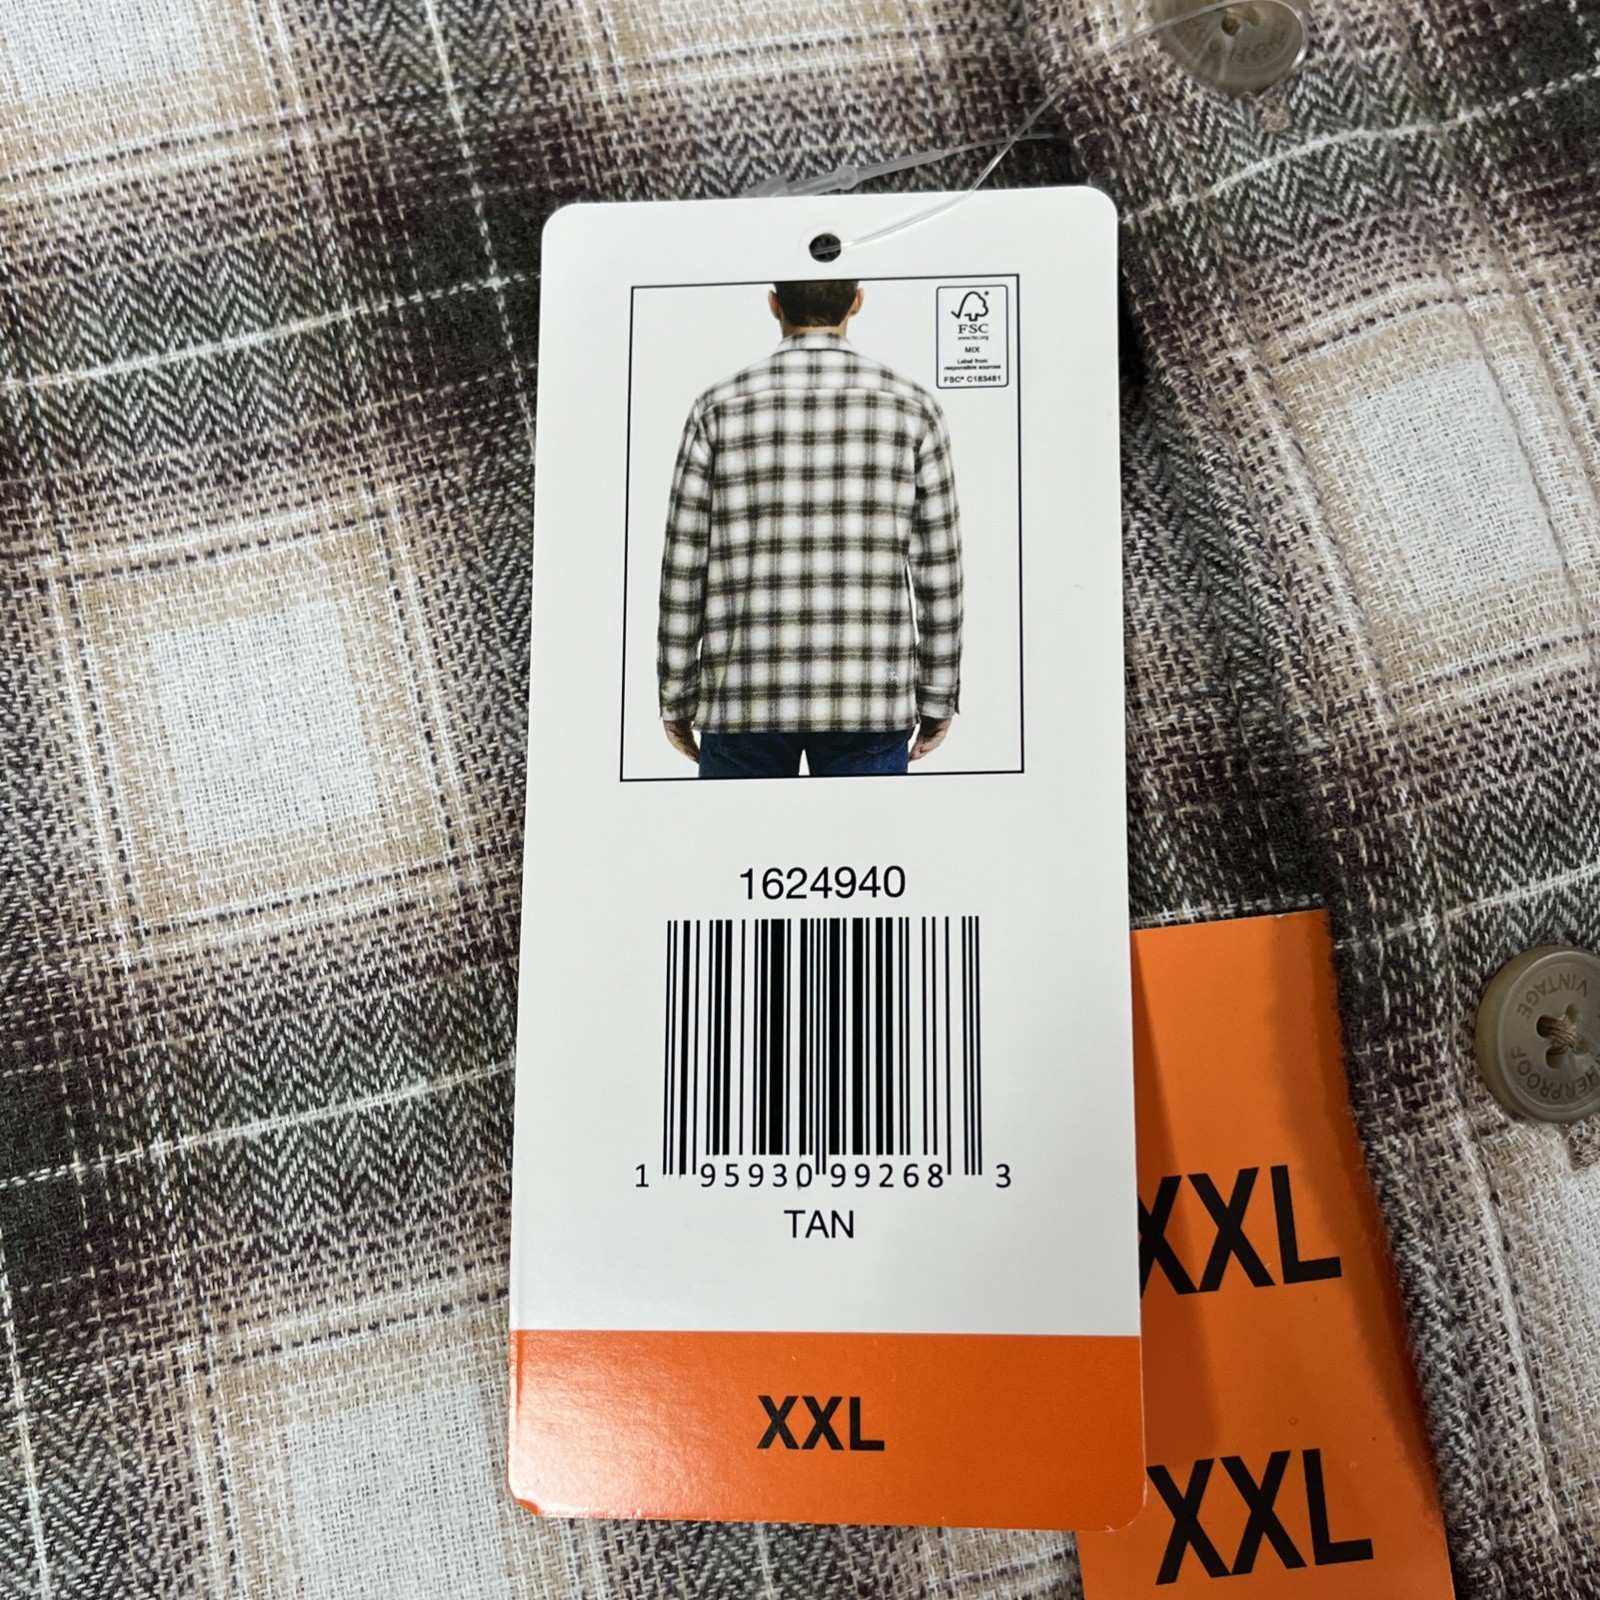 FSC®
www.fsc.org
MIX
Label from
responsible sources
FSC® C183481
1624940
1 95930 99268 3
TAN
XXL
XXL
XXL
VINTAGE